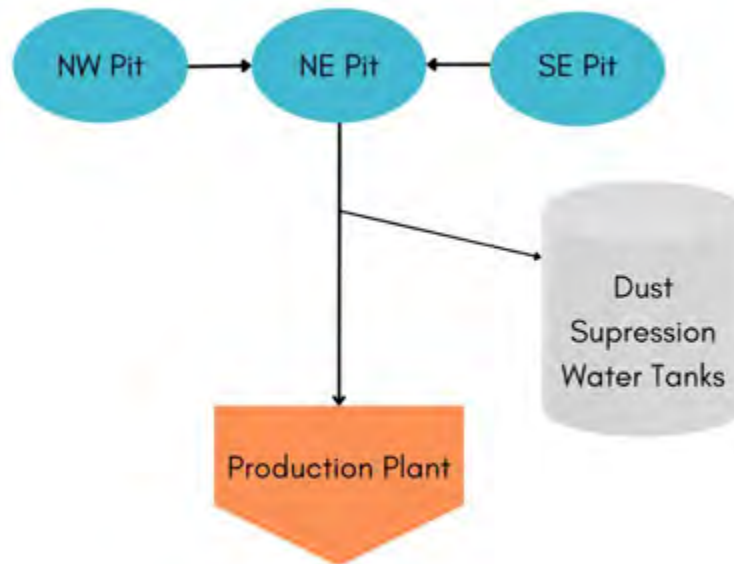 NW Pit
NE Pit
SE Pit
Dust
Supression
Water Tanks
Production Plant